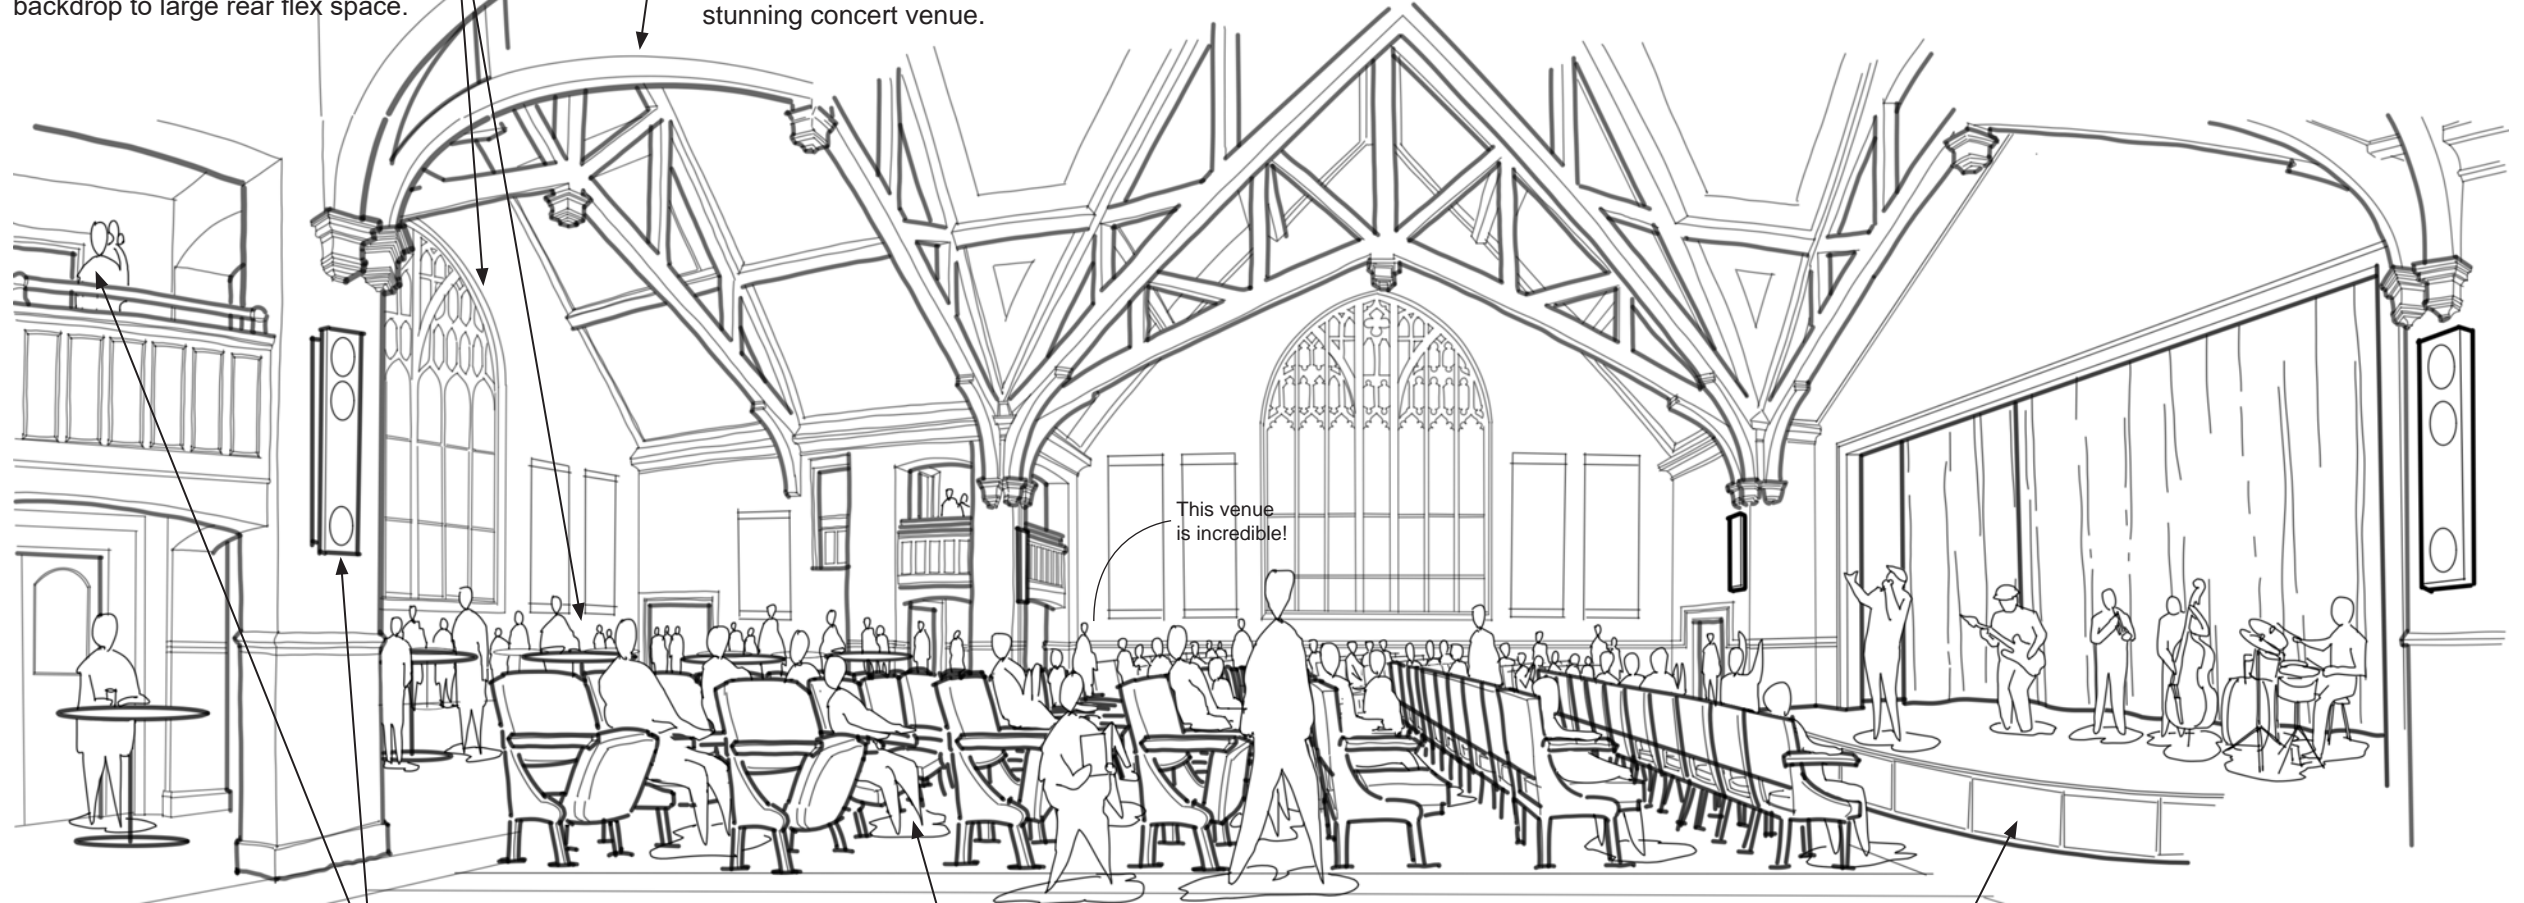 backdrop to large rear flex space.
stunning concert venue.
This venue
is incredible!